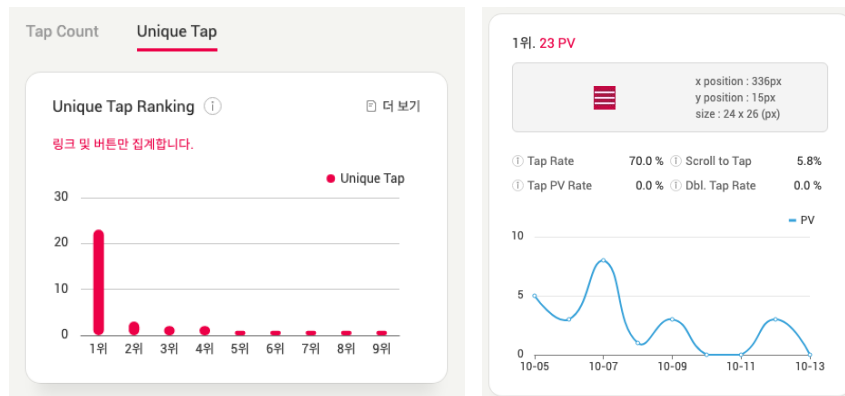 Tap Count
Unique Tap
Unique Tap Ranking ⓘ
더 보기
링크 및 버튼만 집계합니다.
Unique Tap
30
20
10
0
1위 2위 3위 4위 5위 6위 7위 8위 9위
1위. 23 PV
x position : 336px
y position : 15px
size : 24 x 26 (px)
ⓘ Tap Rate 70.0 % ⓘ Scroll to Tap 5.8%
ⓘ Tap PV Rate 0.0 % ⓘ Dbl. Tap Rate 0.0 %
PV
10
5
0
10-05 10-07 10-09 10-11 10-13